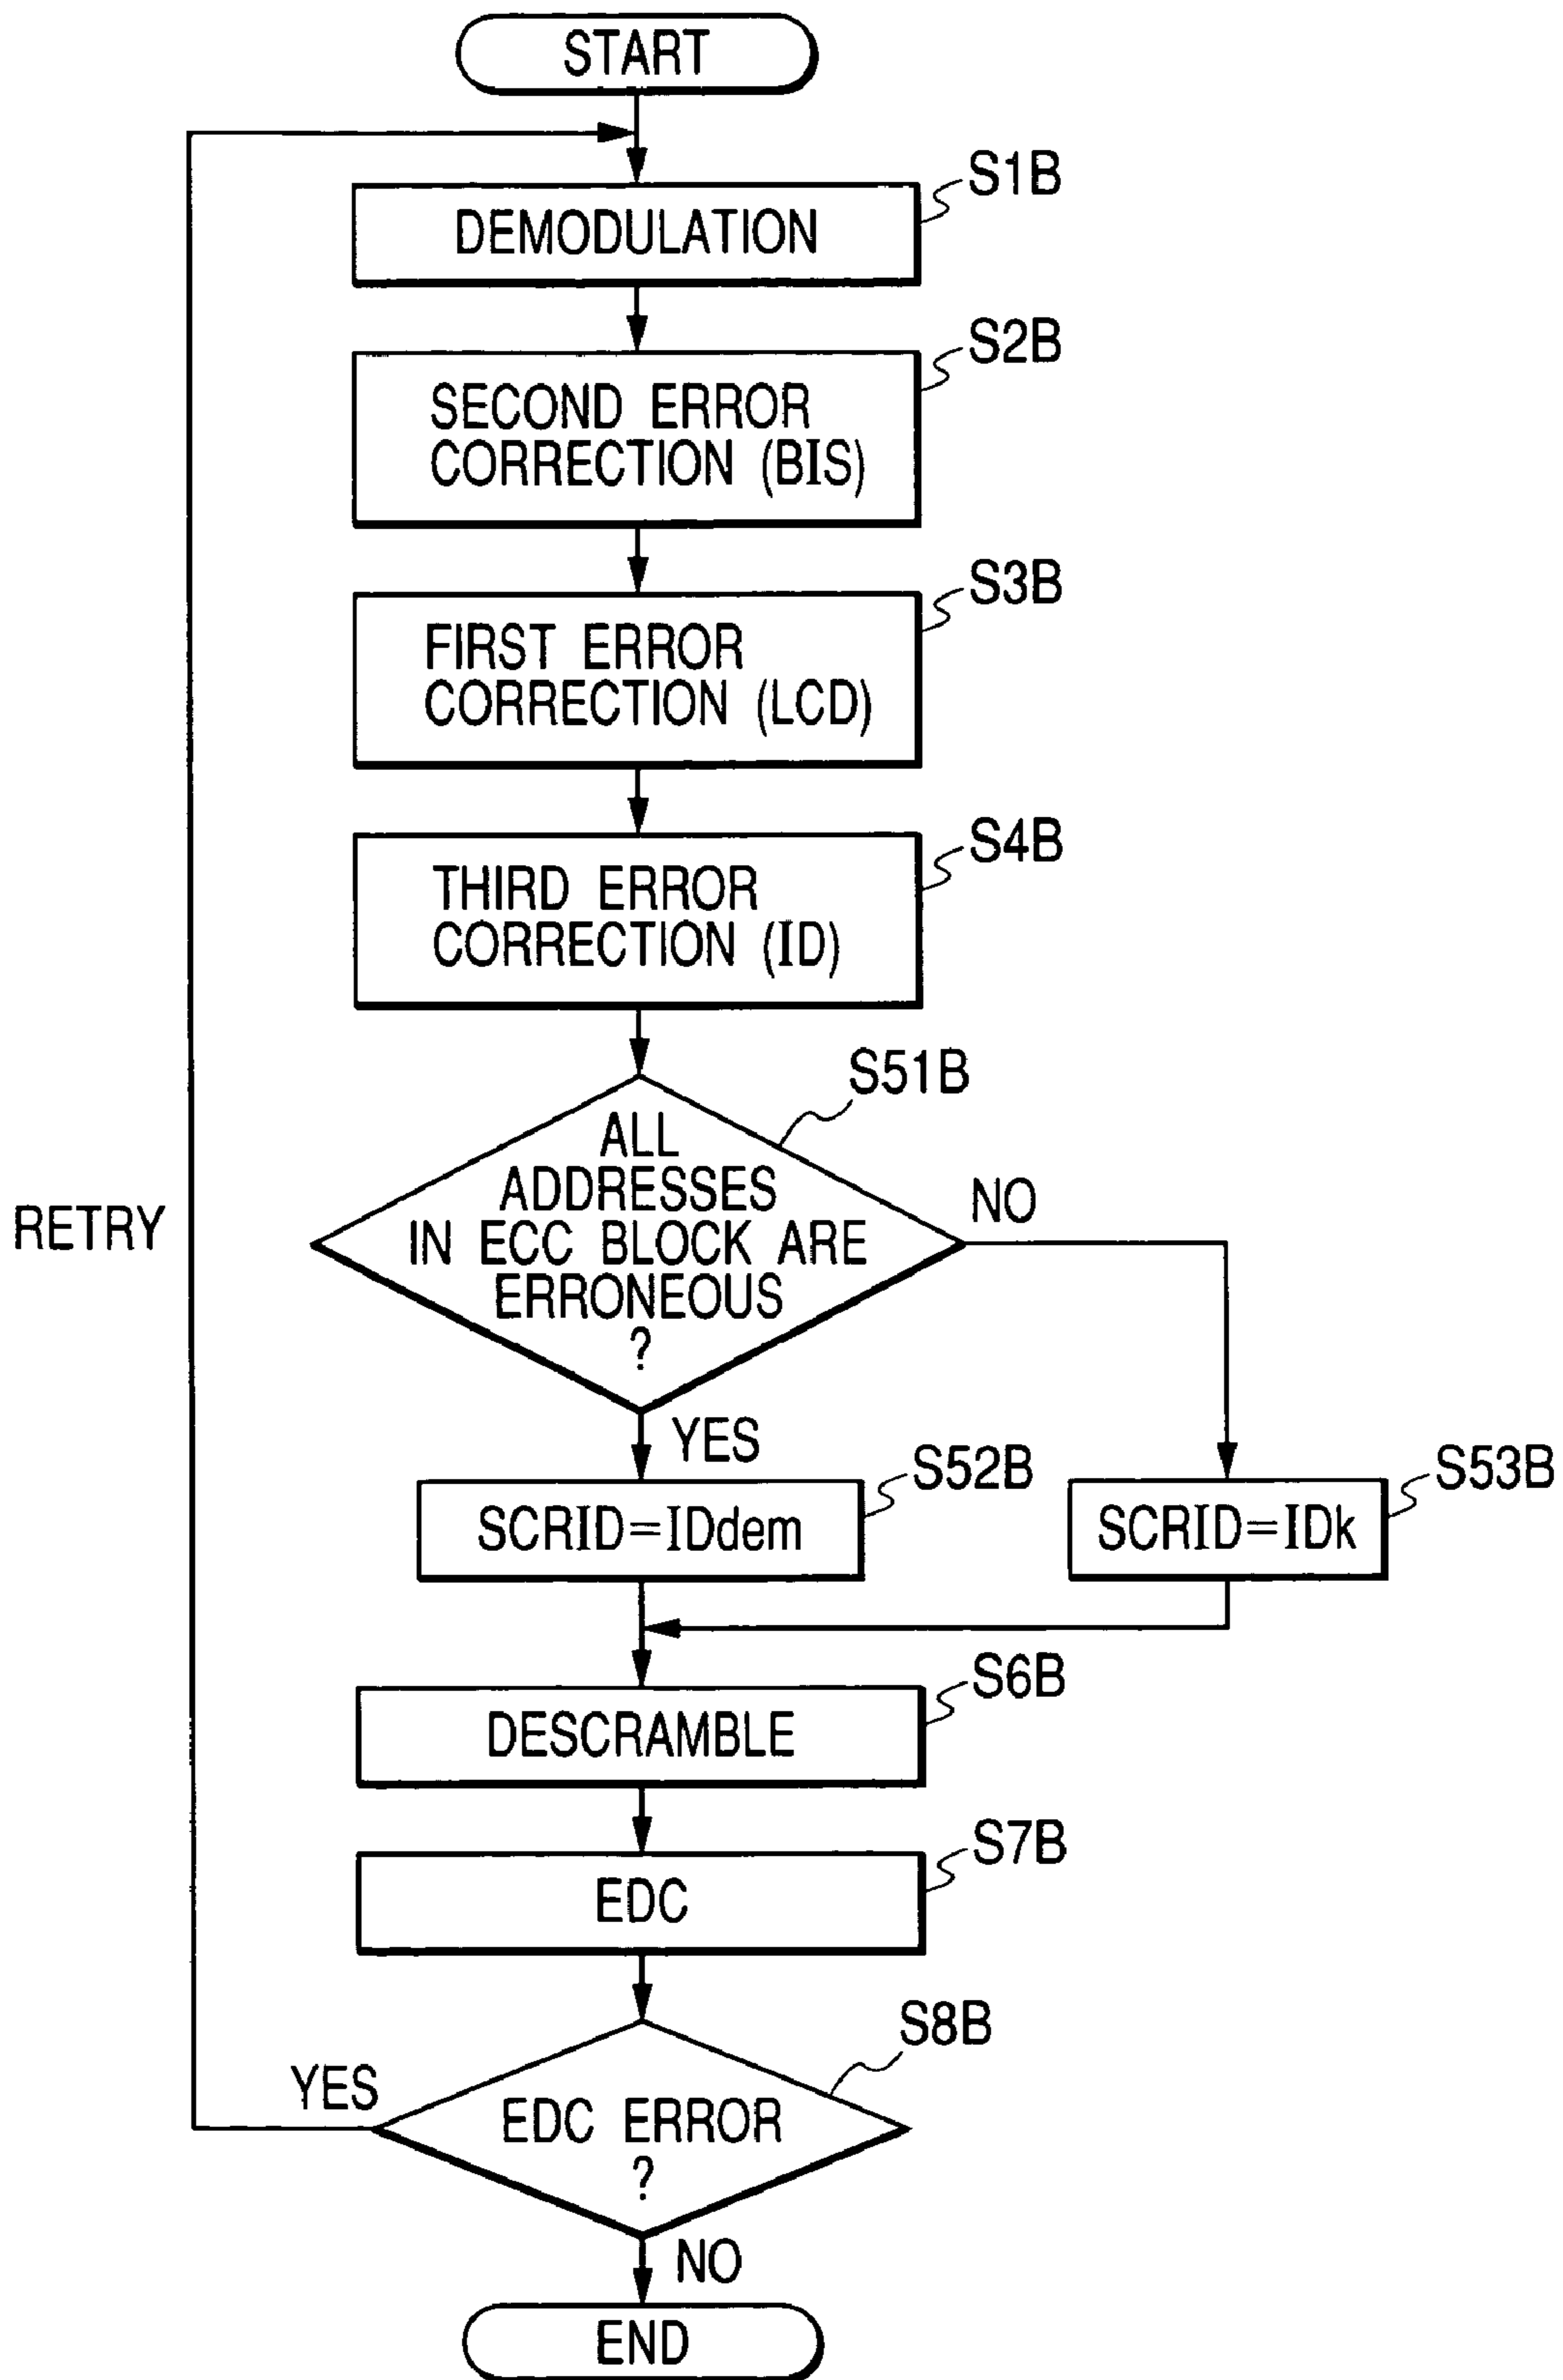 START
S1B
DEMODULATION
S2B
SECOND ERROR
CORRECTION (BIS)
S3B
FIRST ERROR
CORRECTION (LCD)
S4B
THIRD ERROR
CORRECTION (ID)
S51B
ALL
ADDRESSES
IN ECC BLOCK ARE
ERRONEOUS
?
NO
RETRY
YES
S52B
SCRID=IDdem
S53B
SCRID=IDk
S6B
DESCRAMBLE
S7B
EDC
S8B
YES
EDC ERROR
?
NO
END